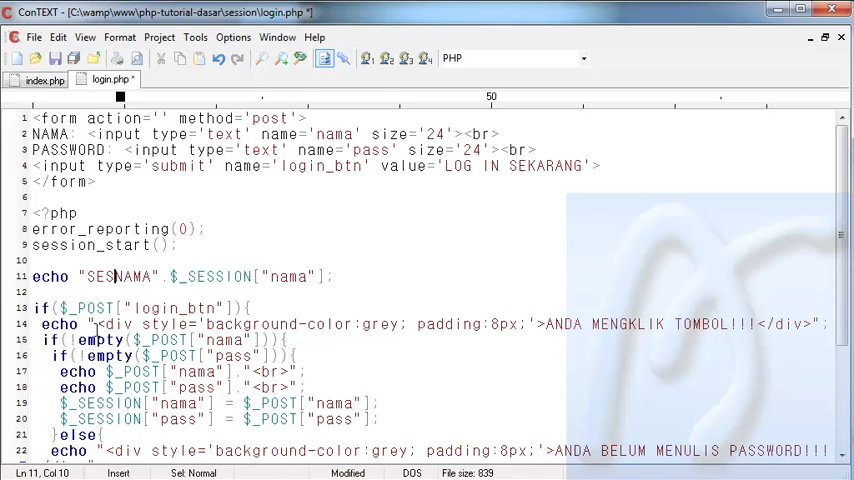 ConTEXT - [C:\wamp\www\php-tutorial-dasar\session\login.php *]
File Edit View Format Project Tools Options Window Help
PHP
index.php login.php *
50
1 <form action='' method='post'>
2 NAMA: <input type='text' name='nama' size='24'><br>
3 PASSWORD: <input type='text' name='pass' size='24'><br>
4 <input type='submit' name='login_btn' value='LOG IN SEKARANG'>
5 </form>
6
7 <?php
8 error_reporting(0);
9 session_start();
10
11 echo "SESNAMA".$_SESSION["nama"];
12
13 if($_POST["login_btn"]){
14 echo "<div style='background-color:grey; padding:8px;'>ANDA MENGKLIK TOMBOL!!!</div>";
15 if(!empty($_POST["nama"])){
16 if(!empty($_POST["pass"])){
17 echo $_POST["nama"]."<br>";
18 echo $_POST["pass"]."<br>";
19 $_SESSION["nama"] = $_POST["nama"];
20 $_SESSION["pass"] = $_POST["pass"];
21 }else{
22 echo "<div style='background-color:grey; padding:8px;'>ANDA BELUM MENULIS PASSWORD!!!
Ln 11, Col 10 Insert Sel: Normal Modified DOS File size: 839